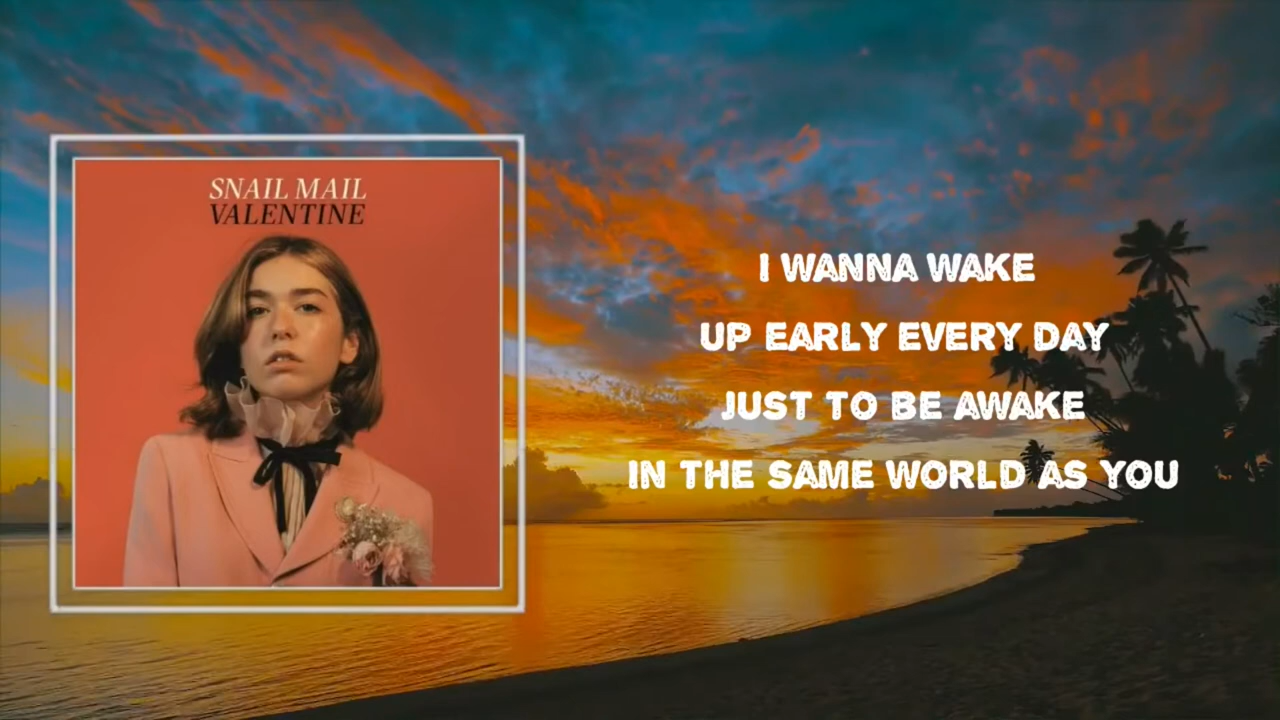 SNAIL MAIL
VALENTINE
I WANNA WAKE
UP EARLY EVERY DAY
JUST TO BE AWAKE
IN THE SAME WORLD AS YOU